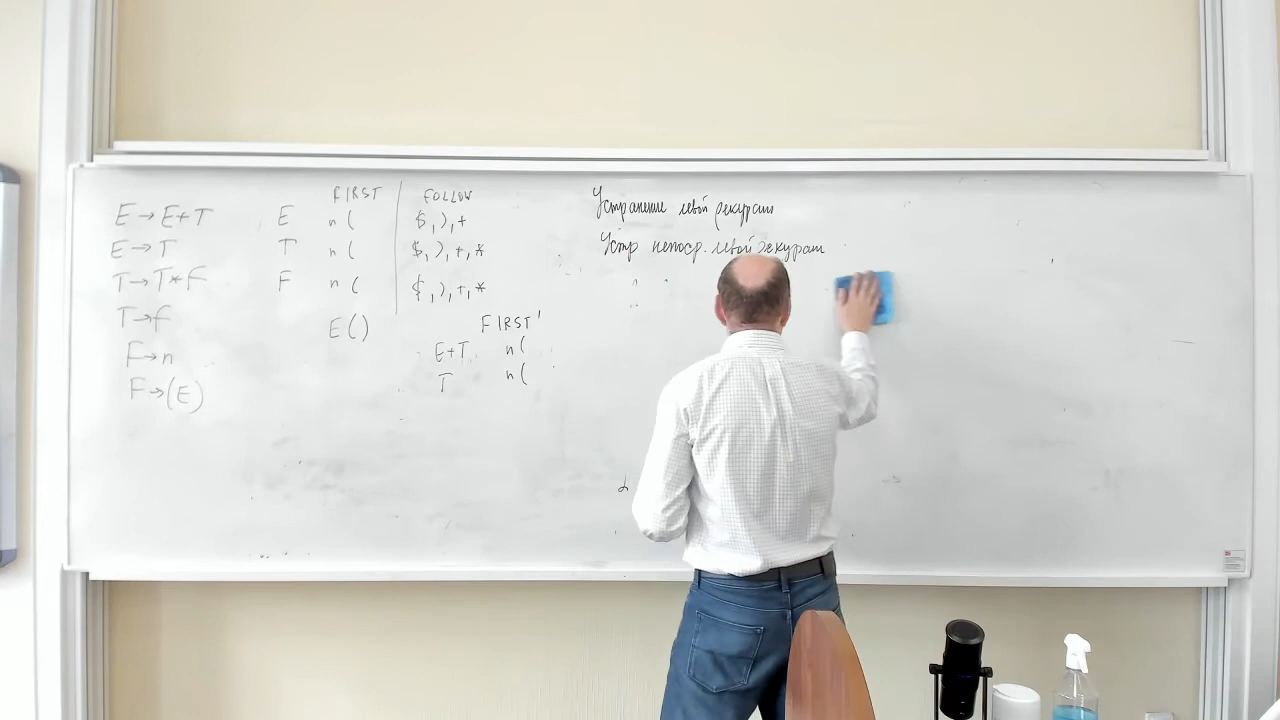 E→E+T
E→T
T→T*F
T→F
F→n
F→(E)
FIRST FOLLOW
E n( $,),+
T n( $,),+,*
F n( $,),+,*
E()
FIRST'
E+T n(
T n(
Устранение левой рекурсии
Устр непоср. левой рекурсии
α